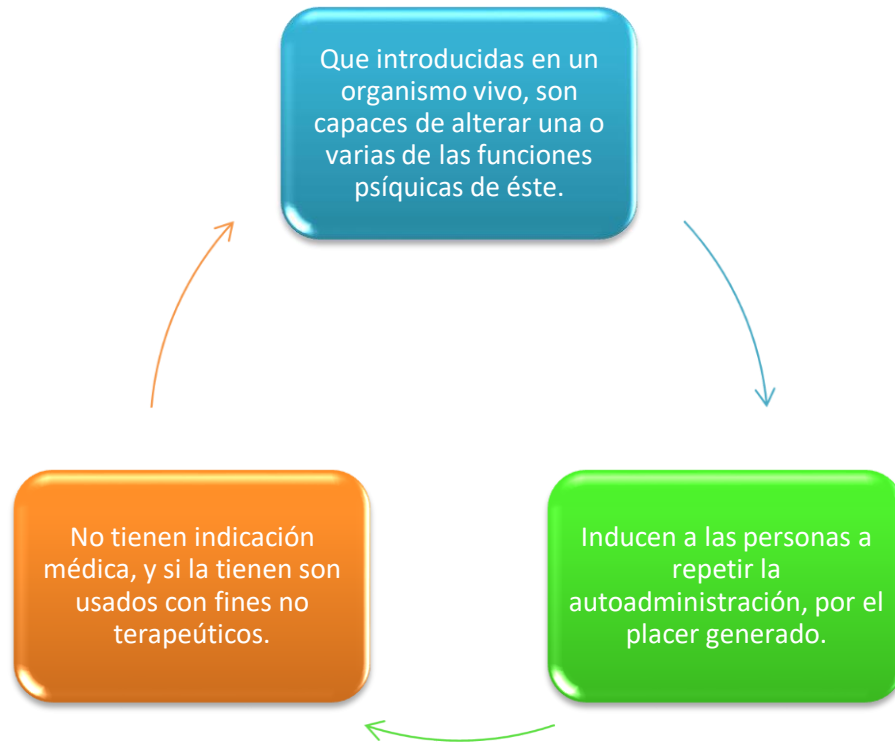 Que introducidas en un
organismo vivo, son
capaces de alterar una o
varias de las funciones
psíquicas de éste.
Inducen a las personas a
repetir la
autoadministración, por el
placer generado.
No tienen indicación
médica, y si la tienen son
usados con fines no
terapeúticos.